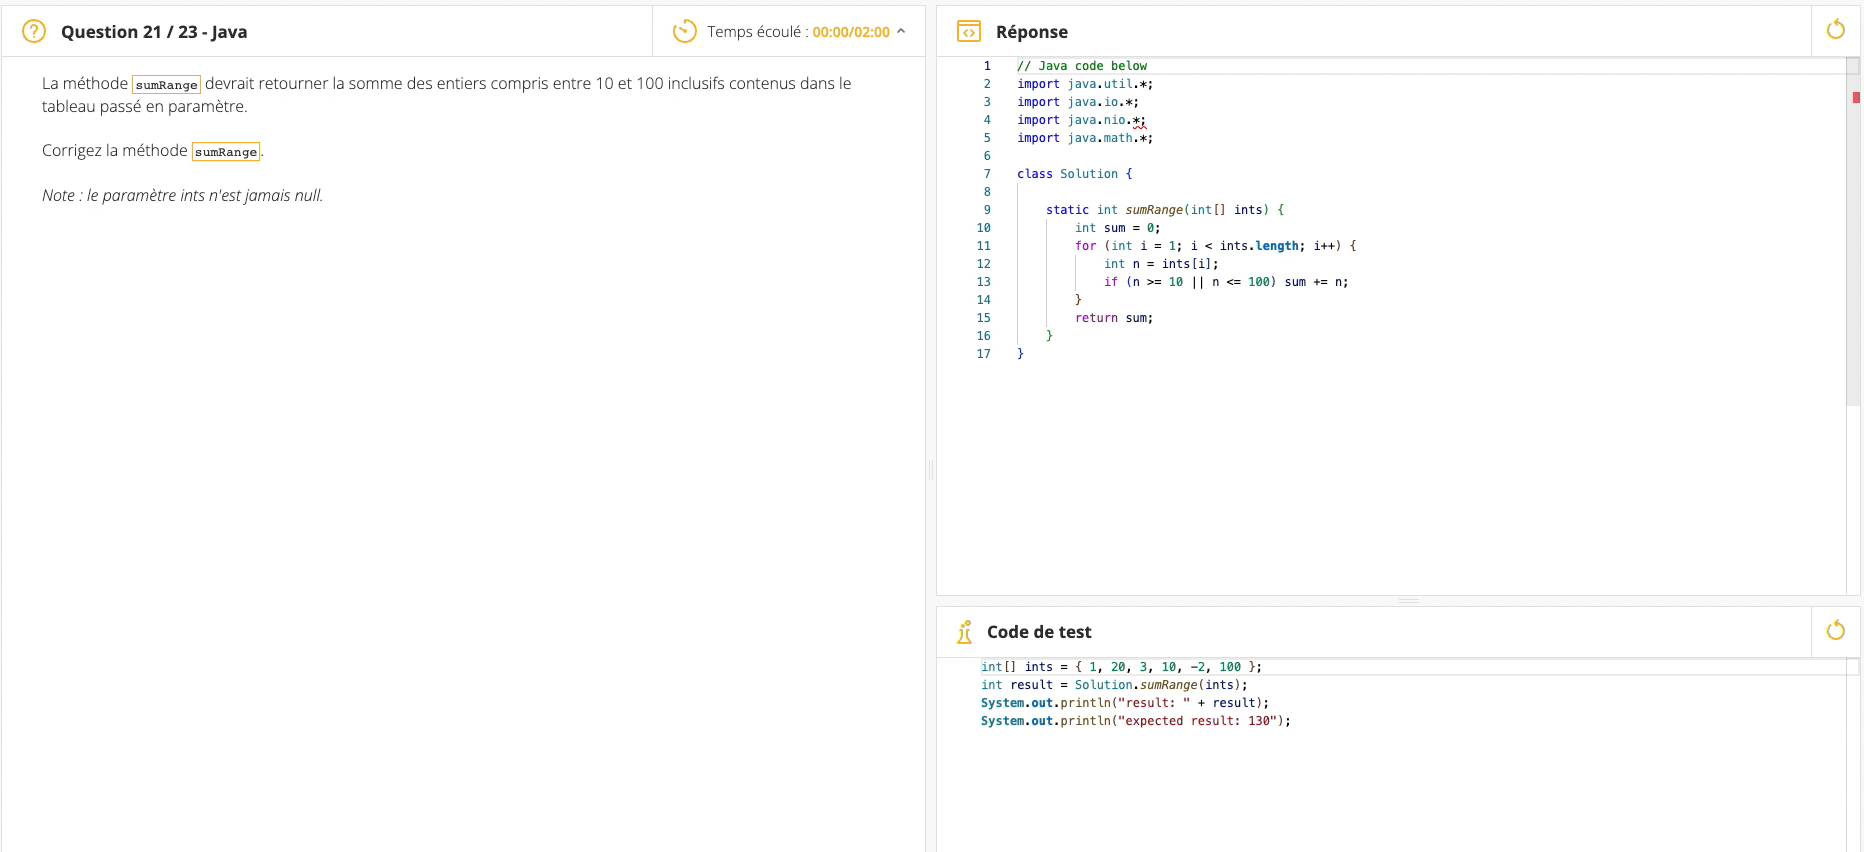 Question 21 / 23 - Java
Temps écoulé : 00:00/02:00
La méthode sumRange devrait retourner la somme des entiers compris entre 10 et 100 inclusifs contenus dans le
tableau passé en paramètre.
Corrigez la méthode sumRange.
Note : le paramètre ints n'est jamais null.
Réponse
1 // Java code below
2 import java.util.*;
3 import java.io.*;
4 import java.nio.*;
5 import java.math.*;
6
7 class Solution {
8
9 static int sumRange(int[] ints) {
10 int sum = 0;
11 for (int i = 1; i < ints.length; i++) {
12 int n = ints[i];
13 if (n >= 10 || n <= 100) sum += n;
14 }
15 return sum;
16 }
17 }
Code de test
int[] ints = { 1, 20, 3, 10, -2, 100 };
int result = Solution.sumRange(ints);
System.out.println("result: " + result);
System.out.println("expected result: 130");